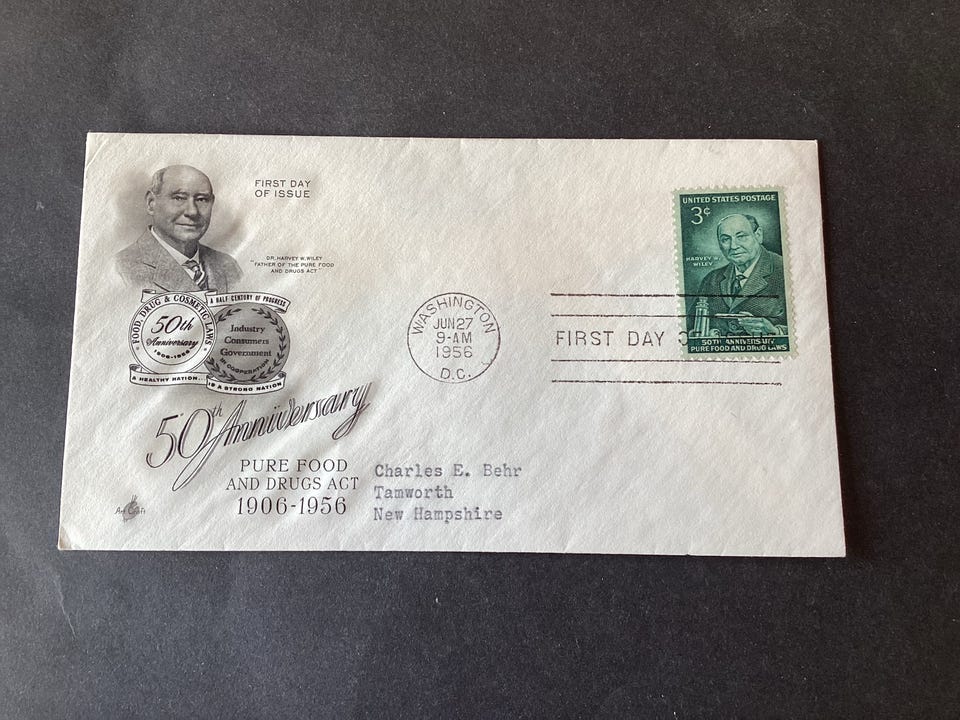 FIRST DAY
OF ISSUE
DR. HARVEY W. WILEY
"FATHER OF THE PURE FOOD
AND DRUGS ACT"
FOOD, DRUG & COSMETIC LAWS
50th
Anniversary
1906-1956
A HALF CENTURY OF PROGRESS
Industry
Consumers
Government
IN COOPERATION
A HEALTHY NATION...
IS A STRONG NATION
50th Anniversary
PURE FOOD
AND DRUGS ACT
1906-1956
Art Craft
WASHINGTON
JUN 27
9-AM
1956
D.C.
FIRST DAY
UNITED STATES POSTAGE
3¢
HARVEY W.
WILEY
50TH ANNIVERSARY
PURE FOOD AND DRUG LAWS
Charles E. Behr
Tamworth
New Hampshire